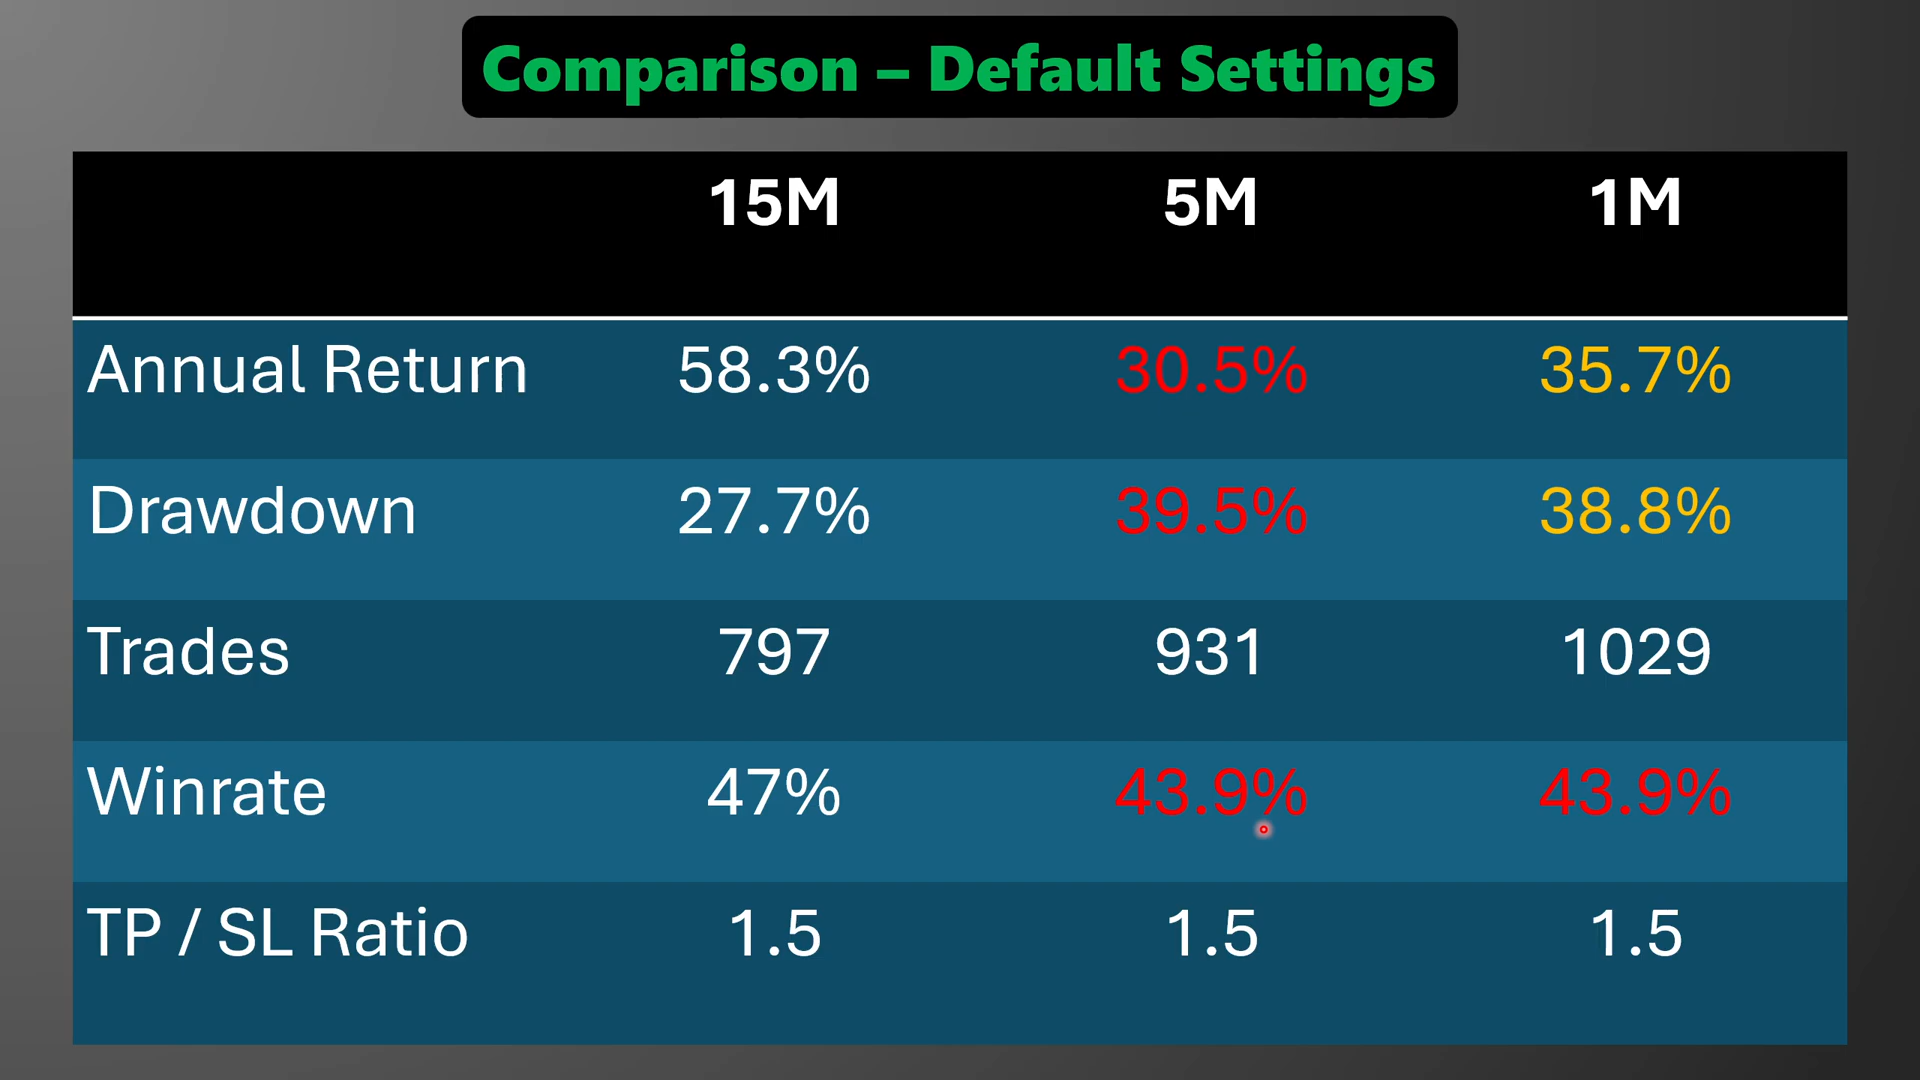 Comparison – Default Settings
15M 5M 1M
Annual Return 58.3% 30.5% 35.7%
Drawdown 27.7% 39.5% 38.8%
Trades 797 931 1029
Winrate 47% 43.9% 43.9%
TP / SL Ratio 1.5 1.5 1.5